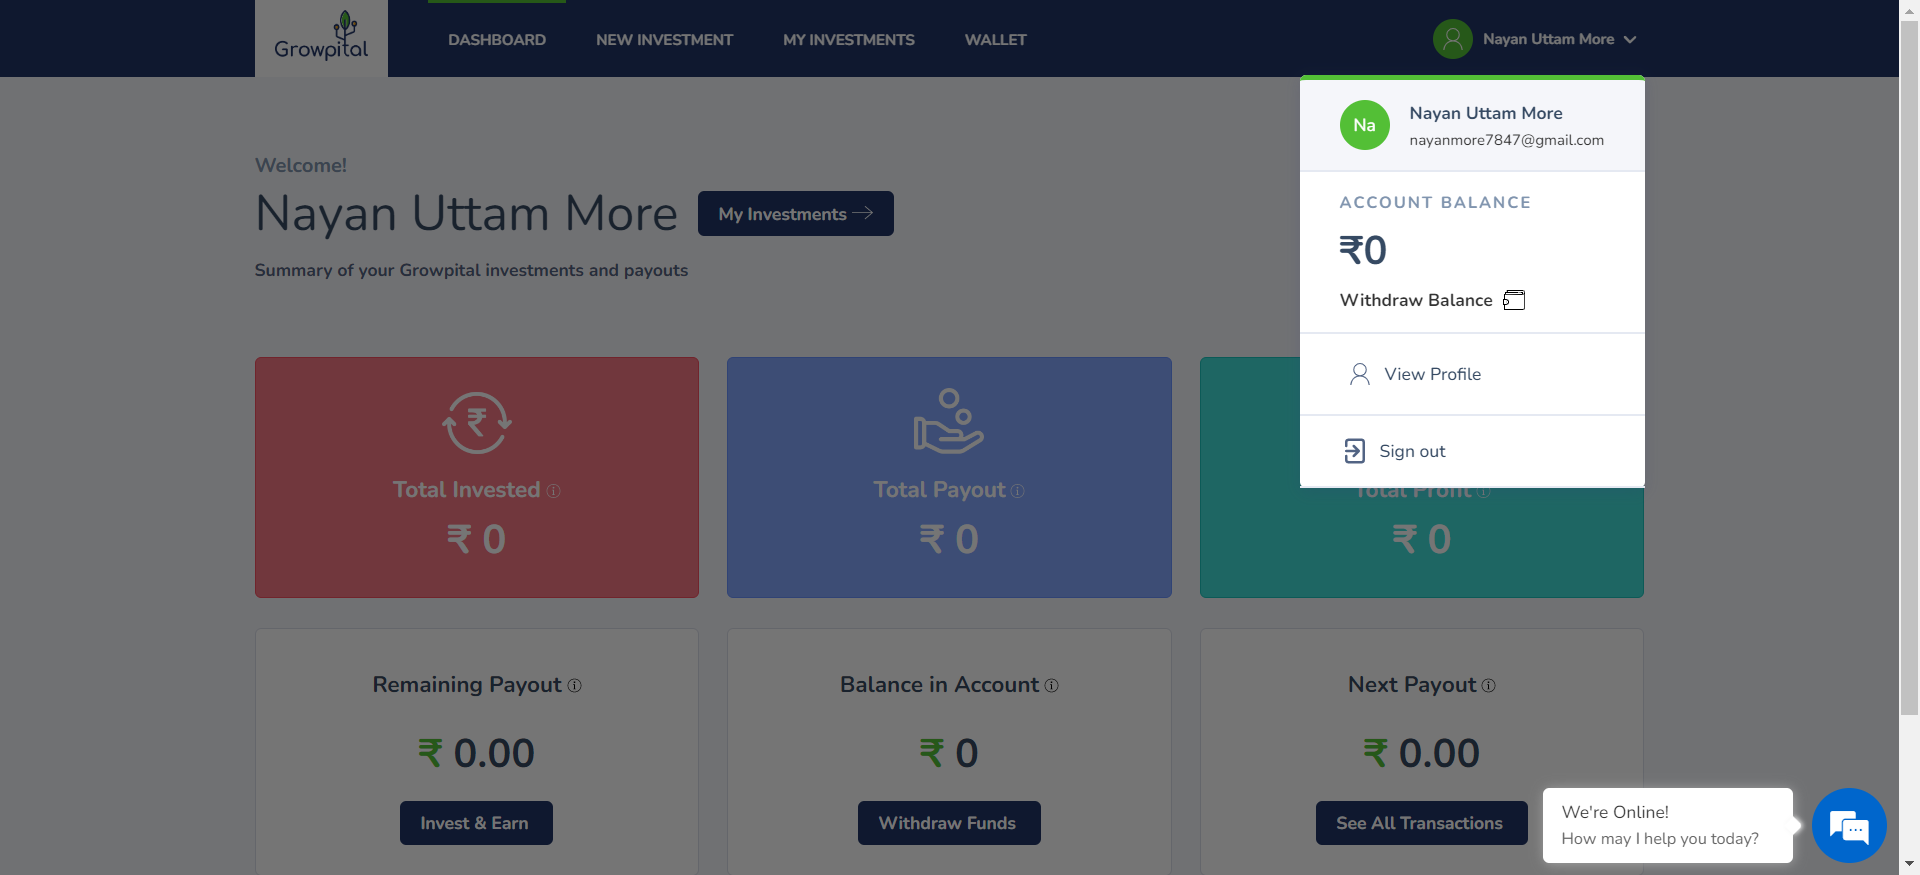 Growpital
DASHBOARD
NEW INVESTMENT
MY INVESTMENTS
WALLET
Nayan Uttam More
Na
Nayan Uttam More
nayanmore7847@gmail.com
ACCOUNT BALANCE
₹0
Withdraw Balance
View Profile
Sign out
Welcome!
Nayan Uttam More
My Investments
Summary of your Growpital investments and payouts
Total Invested
₹ 0
Total Payout
₹ 0
Total Profit
₹ 0
Remaining Payout
₹ 0.00
Invest & Earn
Balance in Account
₹ 0
Withdraw Funds
Next Payout
₹ 0.00
See All Transactions
We're Online!
How may I help you today?